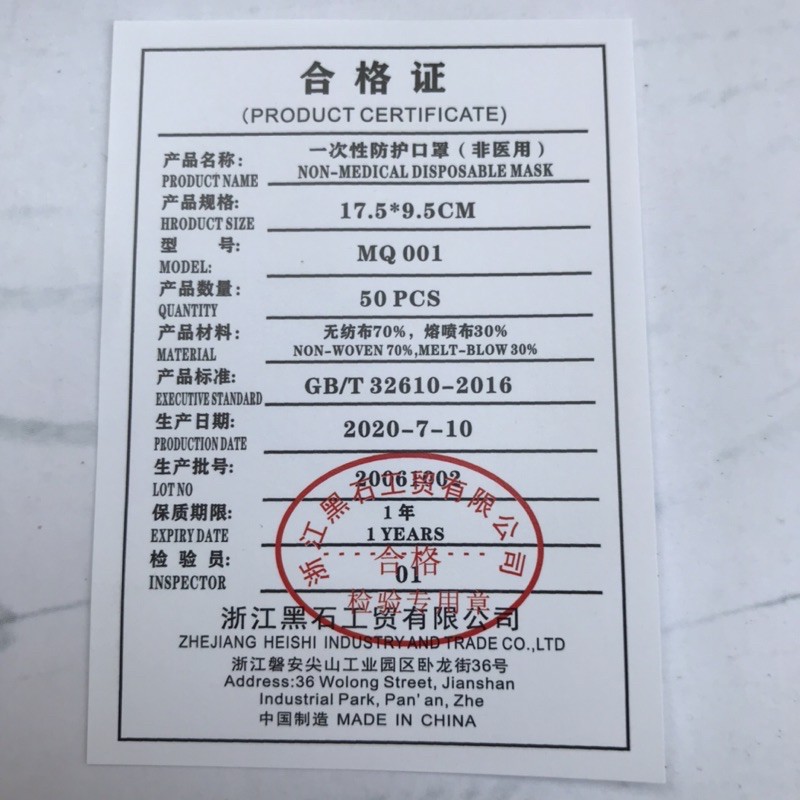 合格证
(PRODUCT CERTIFICATE)
产品名称: 一次性防护口罩（非医用）
PRODUCT NAME NON-MEDICAL DISPOSABLE MASK
产品规格: 17.5*9.5CM
HRODUCT SIZE
型 号: MQ 001
MODEL:
产品数量: 50 PCS
QUANTITY
产品材料: 无纺布70%，熔喷布30%
MATERIAL NON-WOVEN 70%,MELT-BLOW 30%
产品标准: GB/T 32610-2016
EXECUTIVE STANDARD
生产日期: 2020-7-10
PRODUCTION DATE
生产批号: 20061002
LOT NO
保质期限: 1 年
EXPIRY DATE 1 YEARS
检 验 员: 01
INSPECTOR
浙江黑石工贸有限公司
合格
检验专用章
浙江黑石工贸有限公司
ZHEJIANG HEISHI INDUSTRY AND TRADE CO.,LTD
浙江磐安尖山工业园区卧龙街36号
Address:36 Wolong Street, Jianshan
Industrial Park, Pan'an, Zhe
中国制造 MADE IN CHINA